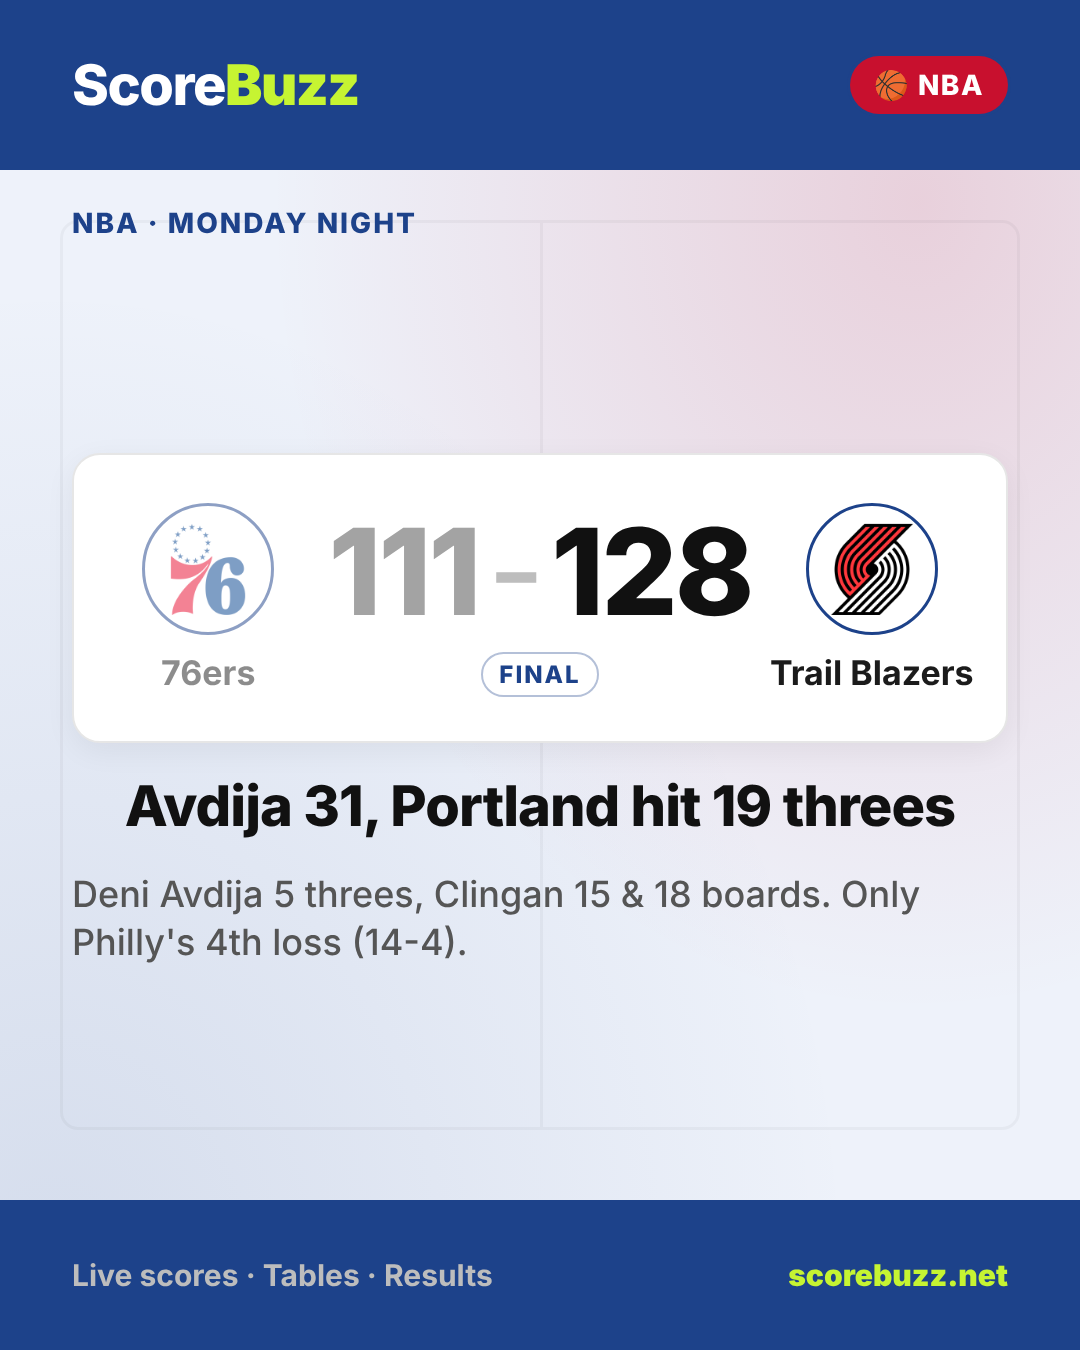 ScoreBuzz
🏀 NBA
NBA · MONDAY NIGHT
76
111 - 128
76ers
FINAL
Trail Blazers
Avdija 31, Portland hit 19 threes
Deni Avdija 5 threes, Clingan 15 & 18 boards. Only
Philly's 4th loss (14-4).
Live scores · Tables · Results
scorebuzz.net